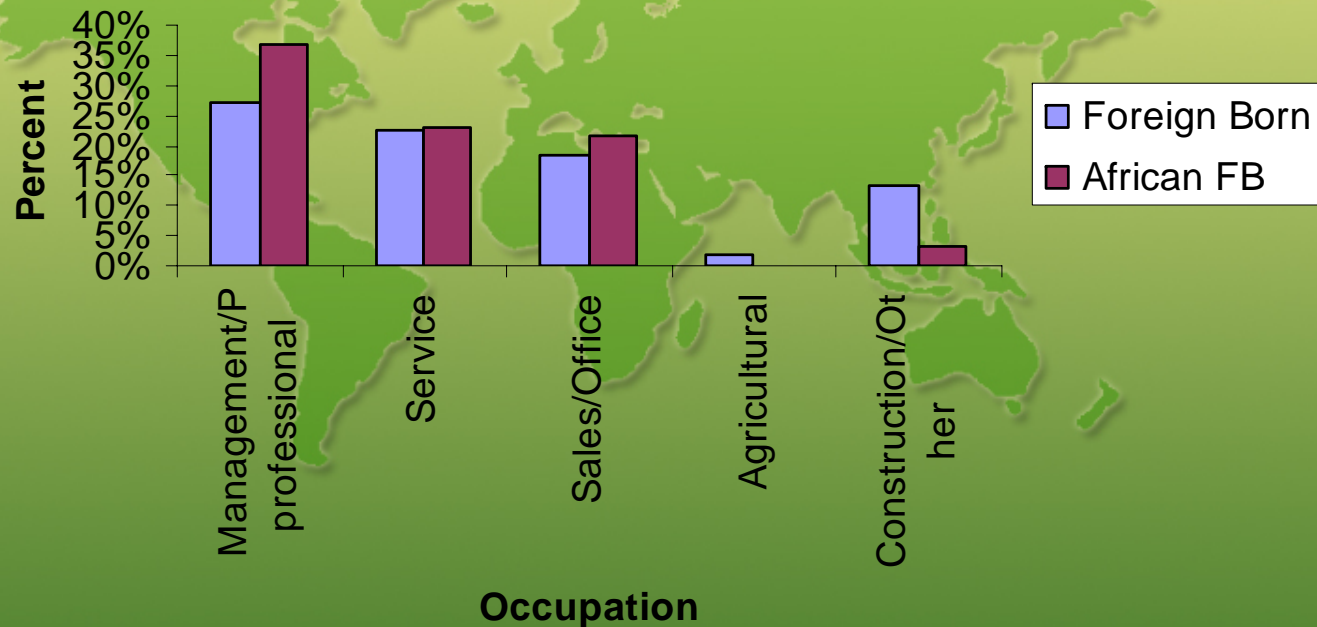 Percent
40%
35%
30%
25%
20%
15%
10%
5%
0%
Management/P
professional
Service
Sales/Office
Agricultural
Construction/Ot
her
Occupation
Foreign Born
African FB